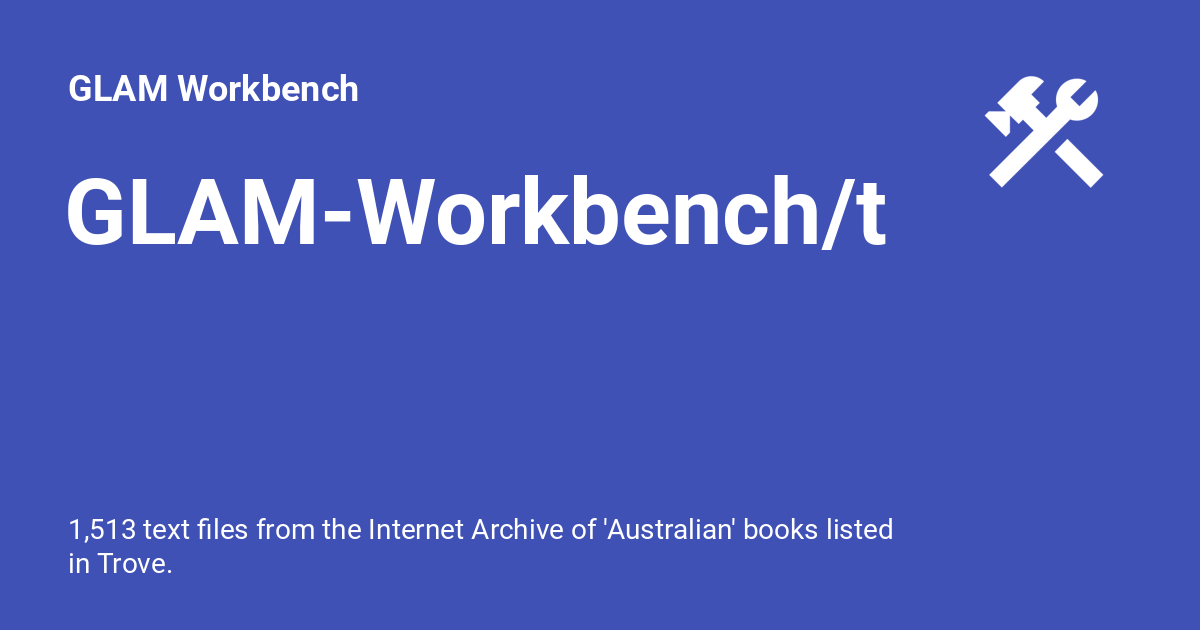 GLAM Workbench
GLAM-Workbench/t
1,513 text files from the Internet Archive of 'Australian' books listed
in Trove.